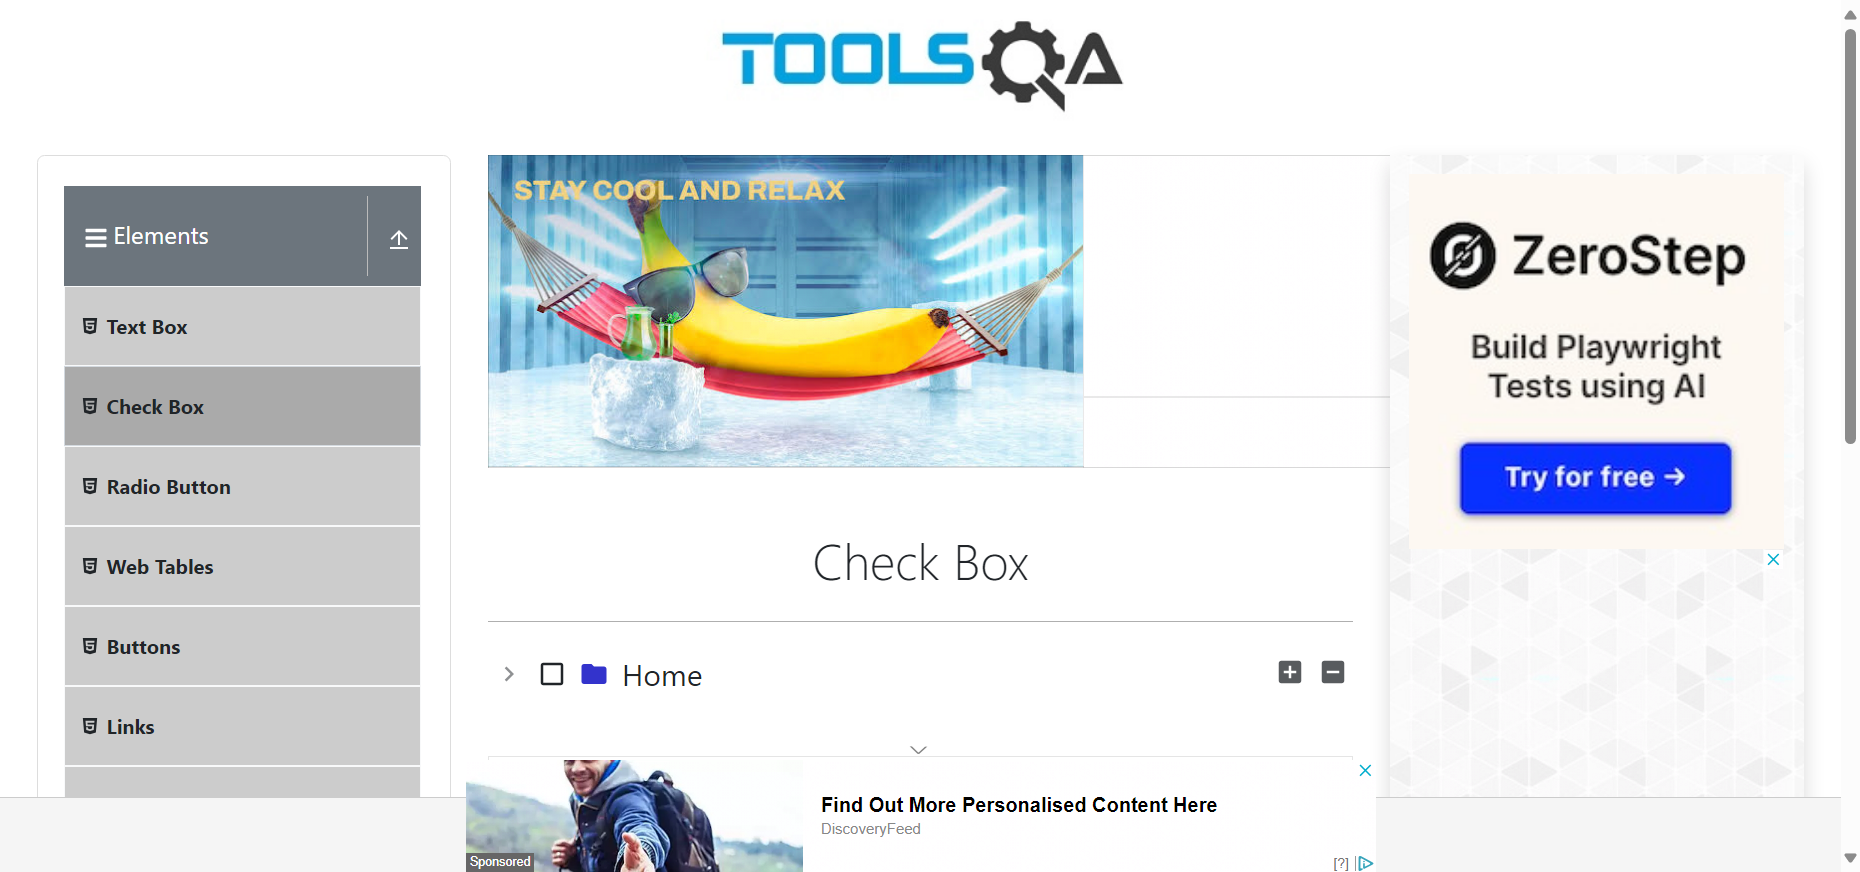 TOOLSQA
Elements
Text Box
Check Box
Radio Button
Web Tables
Buttons
Links
STAY COOL AND RELAX
Check Box
Home
ZeroStep
Build Playwright
Tests using AI
Try for free →
Find Out More Personalised Content Here
DiscoveryFeed
Sponsored
[?]